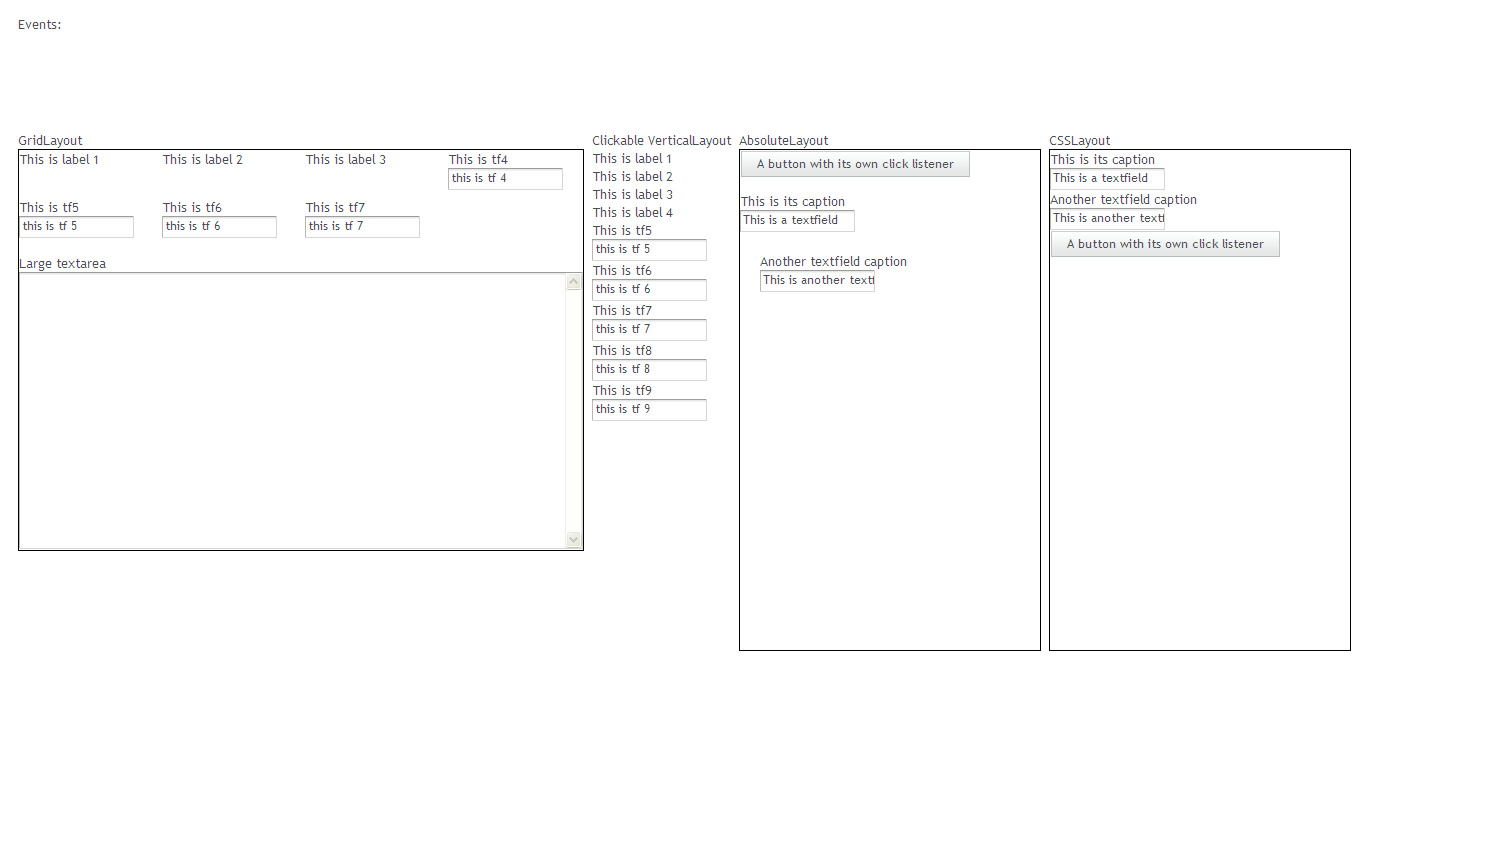 Events:
GridLayout
This is label 1 This is label 2 This is label 3 This is tf4
this is tf 4
This is tf5 This is tf6 This is tf7
this is tf 5 this is tf 6 this is tf 7
Large textarea
Clickable VerticalLayout
This is label 1
This is label 2
This is label 3
This is label 4
This is tf5
this is tf 5
This is tf6
this is tf 6
This is tf7
this is tf 7
This is tf8
this is tf 8
This is tf9
this is tf 9
AbsoluteLayout
A button with its own click listener
This is its caption
This is a textfield
Another textfield caption
This is another text
CSSLayout
This is its caption
This is a textfield
Another textfield caption
This is another text
A button with its own click listener